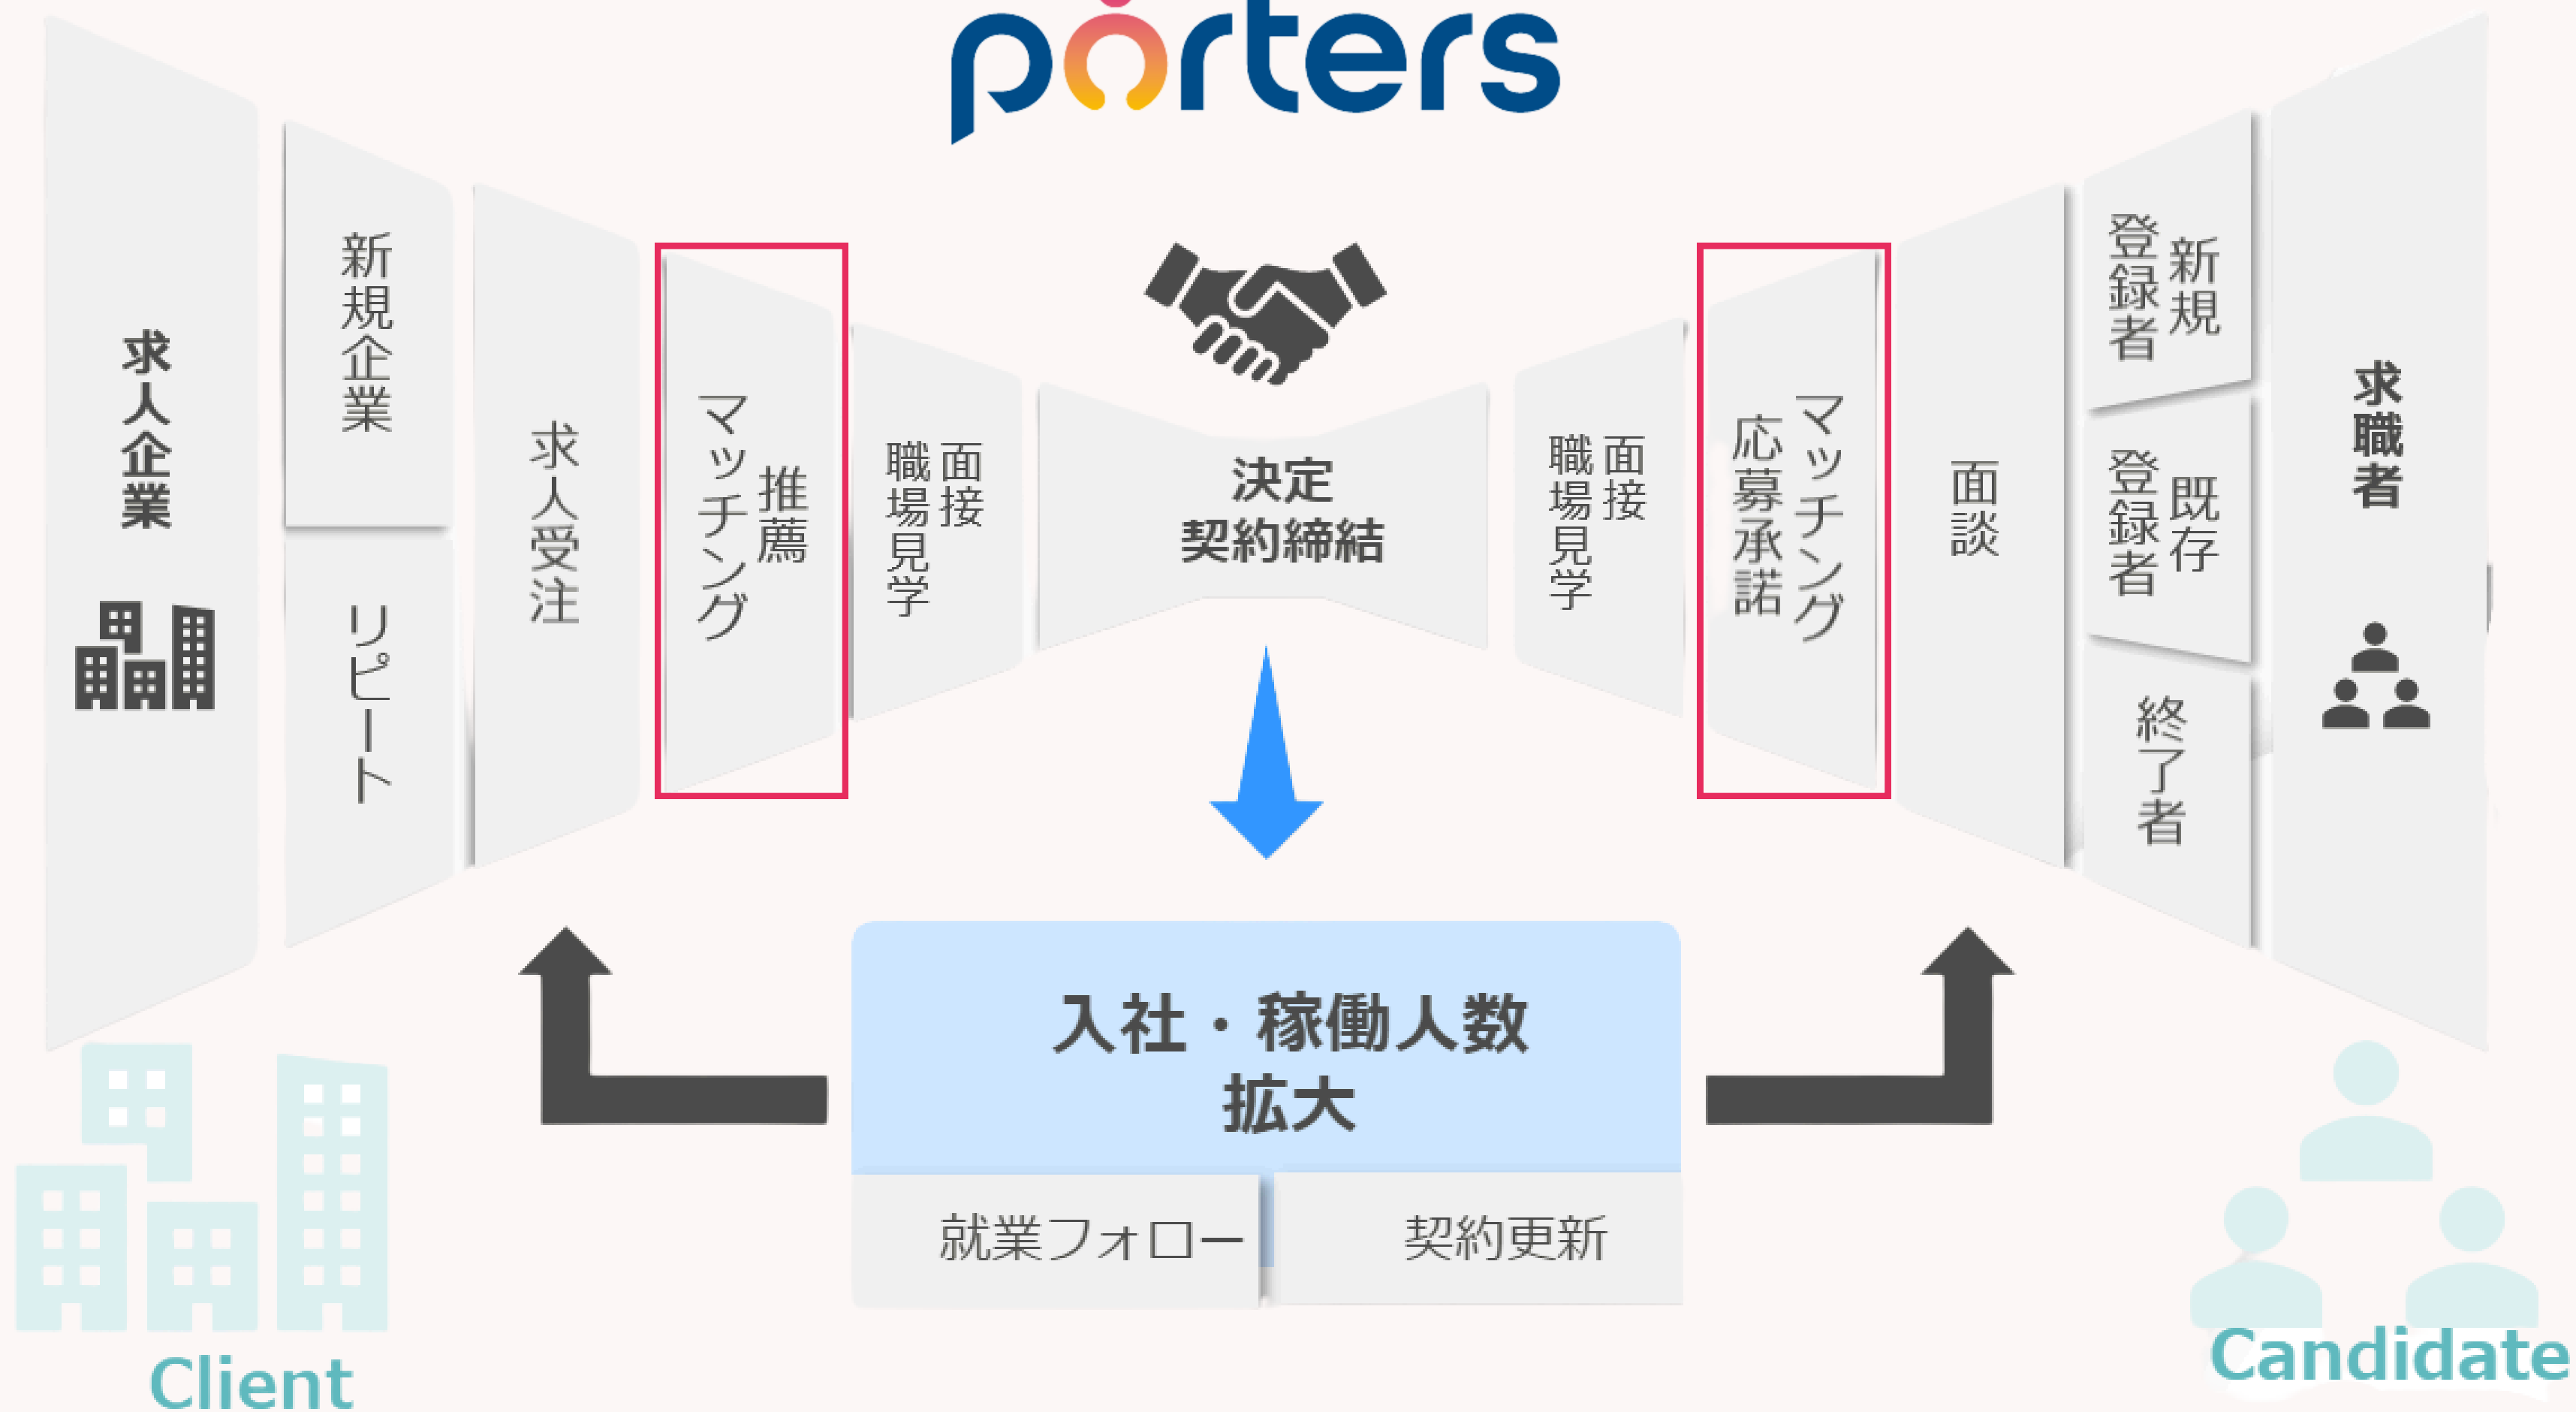 porters
求人企業
新規企業
リピート
求人受注
マッチング
推薦
面接
職場見学
決定
契約締結
面接
職場見学
マッチング
応募承諾
面談
新規
登録者
既存
登録者
終了者
求職者
入社・稼働人数
拡大
就業フォロー
契約更新
Client
Candidate